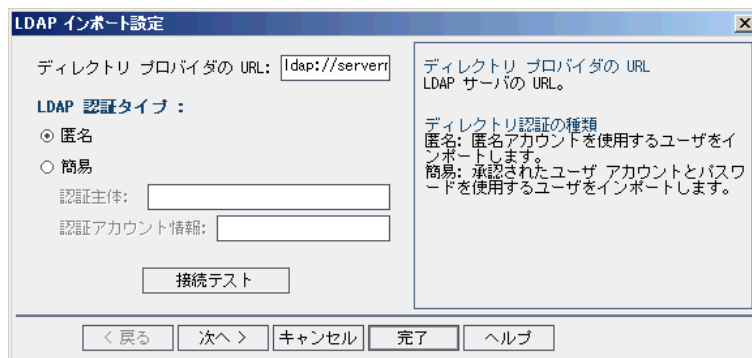 LDAP インポート設定
ディレクトリ プロバイダの URL: ldap://serverr
LDAP 認証タイプ :
匿名
簡易
認証主体:
認証アカウント情報:
接続テスト
ディレクトリ プロバイダの URL
LDAP サーバの URL。
ディレクトリ認証の種類
匿名: 匿名アカウントを使用するユーザをイ
ンポートします。
簡易: 承認されたユーザ アカウントとパスワ
ードを使用するユーザをインポートします。
< 戻る 次へ > キャンセル 完了 ヘルプ